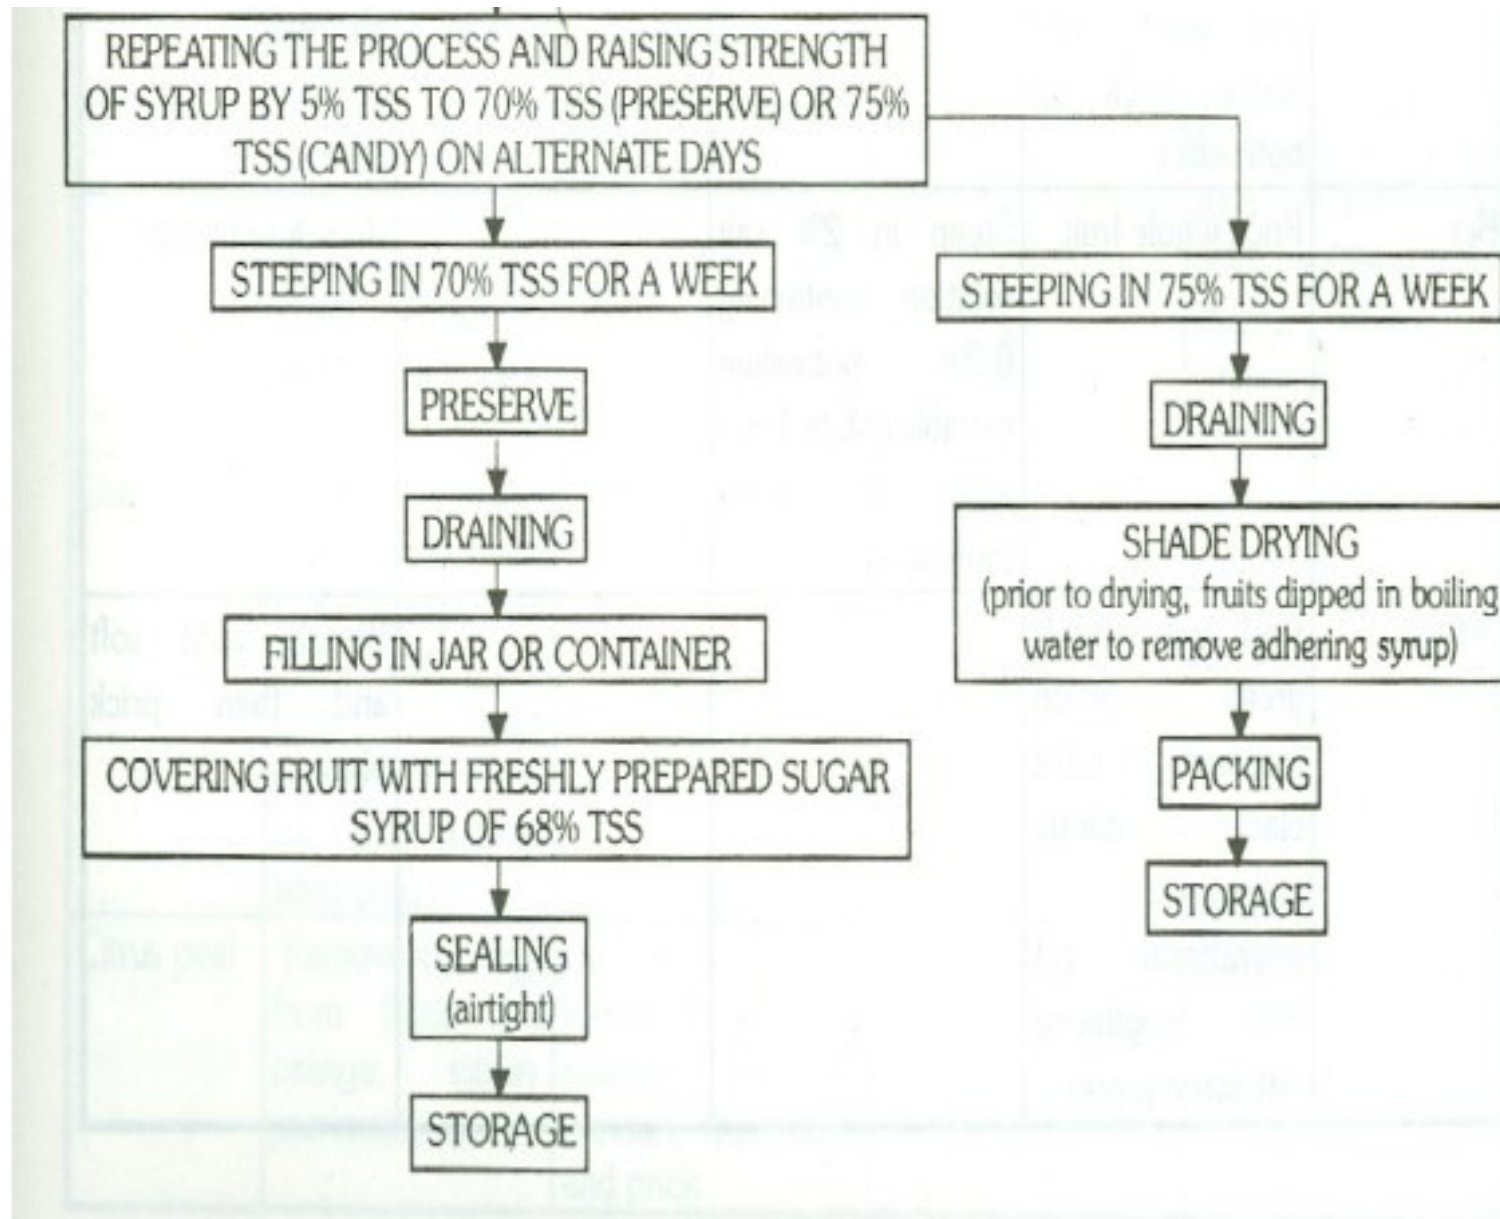 REPEATING THE PROCESS AND RAISING STRENGTH
OF SYRUP BY 5% TSS TO 70% TSS (PRESERVE) OR 75%
TSS (CANDY) ON ALTERNATE DAYS
STEEPING IN 70% TSS FOR A WEEK
PRESERVE
DRAINING
FILLING IN JAR OR CONTAINER
COVERING FRUIT WITH FRESHLY PREPARED SUGAR
SYRUP OF 68% TSS
SEALING
(airtight)
STORAGE
STEEPING IN 75% TSS FOR A WEEK
DRAINING
SHADE DRYING
(prior to drying, fruits dipped in boiling
water to remove adhering syrup)
PACKING
STORAGE